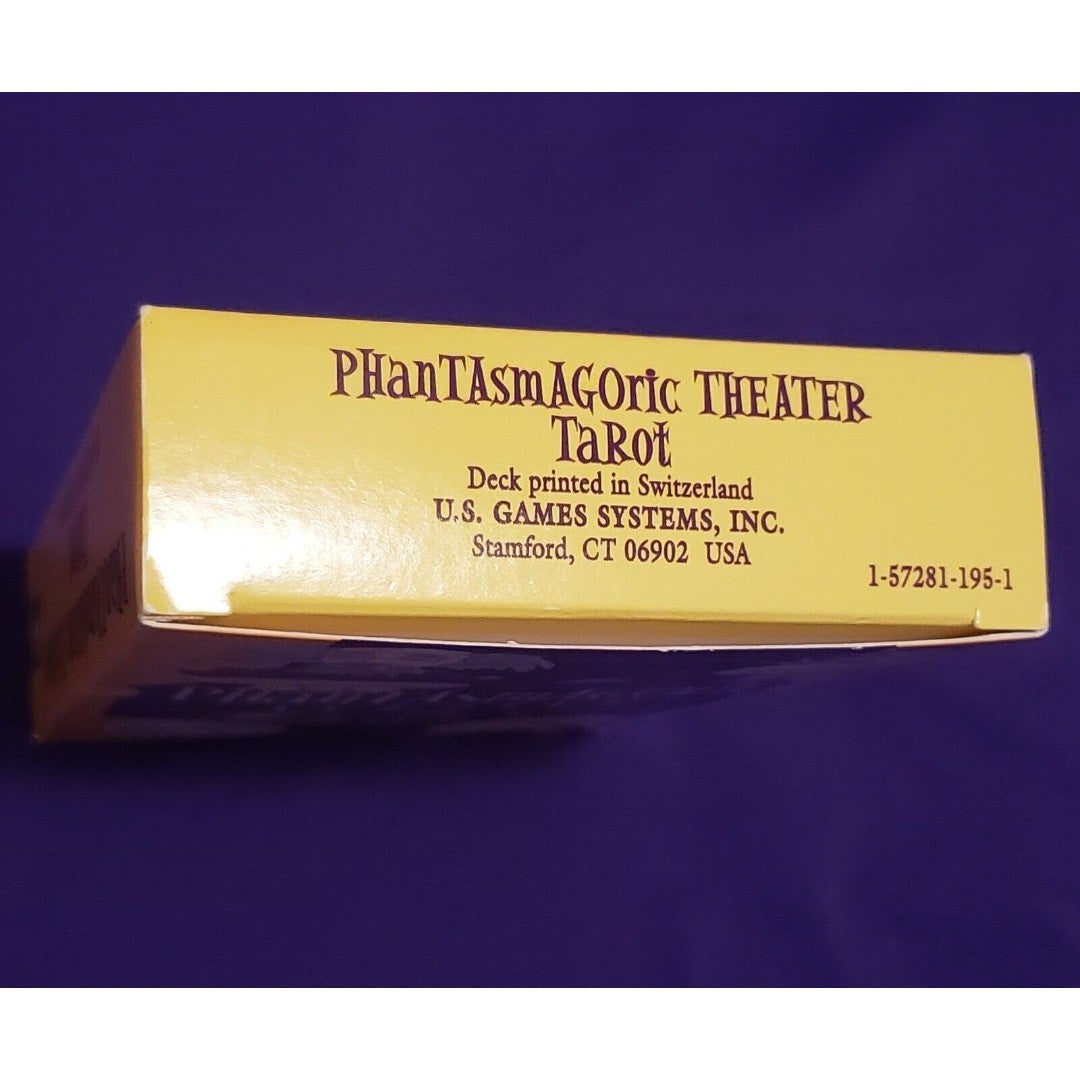 PHanTAsmAGOric THEATER
TaRot
Deck printed in Switzerland
U.S. GAMES SYSTEMS, INC.
Stamford, CT 06902 USA
1-57281-195-1